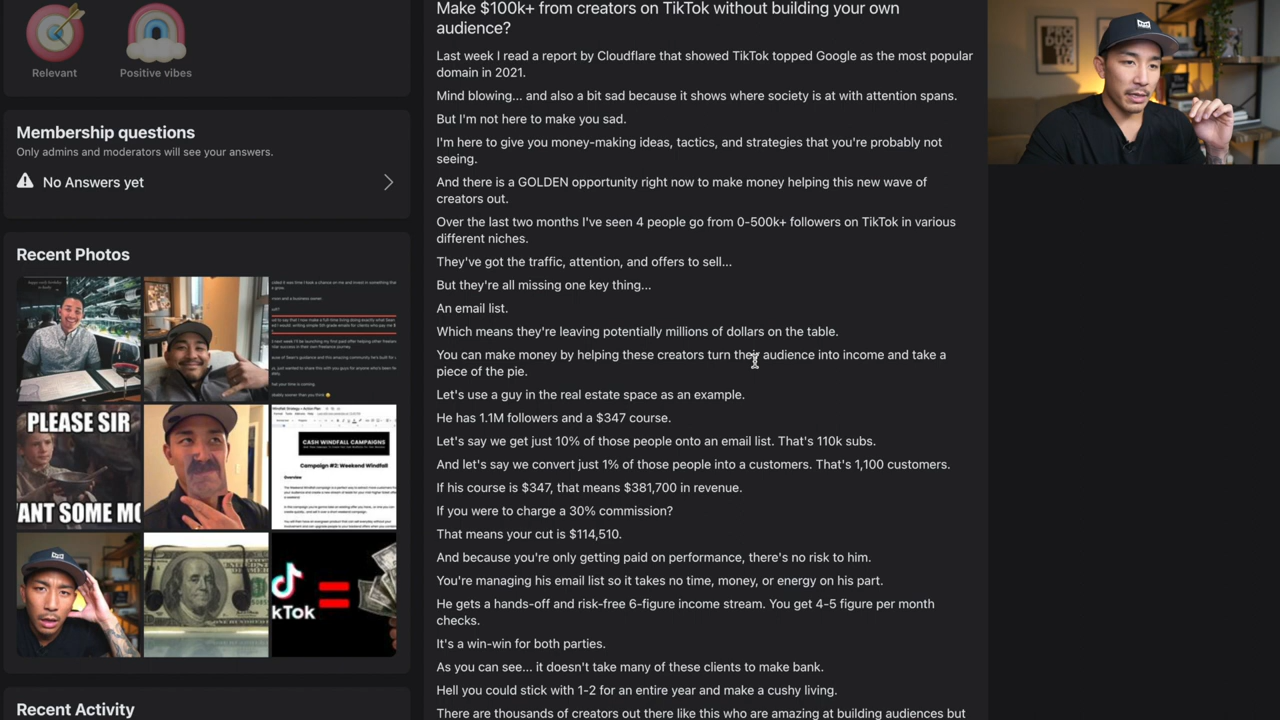 Relevant
Positive vibes
Membership questions
Only admins and moderators will see your answers.
No Answers yet
Recent Photos
PLEASE SIR
ANT SOME MO
CASH WINDFALL CAMPAIGNS
Campaign #2: Weekend Windfall
Overview
kTok
Recent Activity
Make $100k+ from creators on TikTok without building your own
audience?
Last week I read a report by Cloudflare that showed TikTok topped Google as the most popular
domain in 2021.
Mind blowing... and also a bit sad because it shows where society is at with attention spans.
But I'm not here to make you sad.
I'm here to give you money-making ideas, tactics, and strategies that you're probably not
seeing.
And there is a GOLDEN opportunity right now to make money helping this new wave of
creators out.
Over the last two months I've seen 4 people go from 0-500k+ followers on TikTok in various
different niches.
They've got the traffic, attention, and offers to sell...
But they're all missing one key thing...
An email list.
Which means they're leaving potentially millions of dollars on the table.
You can make money by helping these creators turn their audience into income and take a
piece of the pie.
Let's use a guy in the real estate space as an example.
He has 1.1M followers and a $347 course.
Let's say we get just 10% of those people onto an email list. That's 110k subs.
And let's say we convert just 1% of those people into a customers. That's 1,100 customers.
If his course is $347, that means $381,700 in revenue.
If you were to charge a 30% commission?
That means your cut is $114,510.
And because you're only getting paid on performance, there's no risk to him.
You're managing his email list so it takes no time, money, or energy on his part.
He gets a hands-off and risk-free 6-figure income stream. You get 4-5 figure per month
checks.
It's a win-win for both parties.
As you can see... it doesn't take many of these clients to make bank.
Hell you could stick with 1-2 for an entire year and make a cushy living.
There are thousands of creators out there like this who are amazing at building audiences but